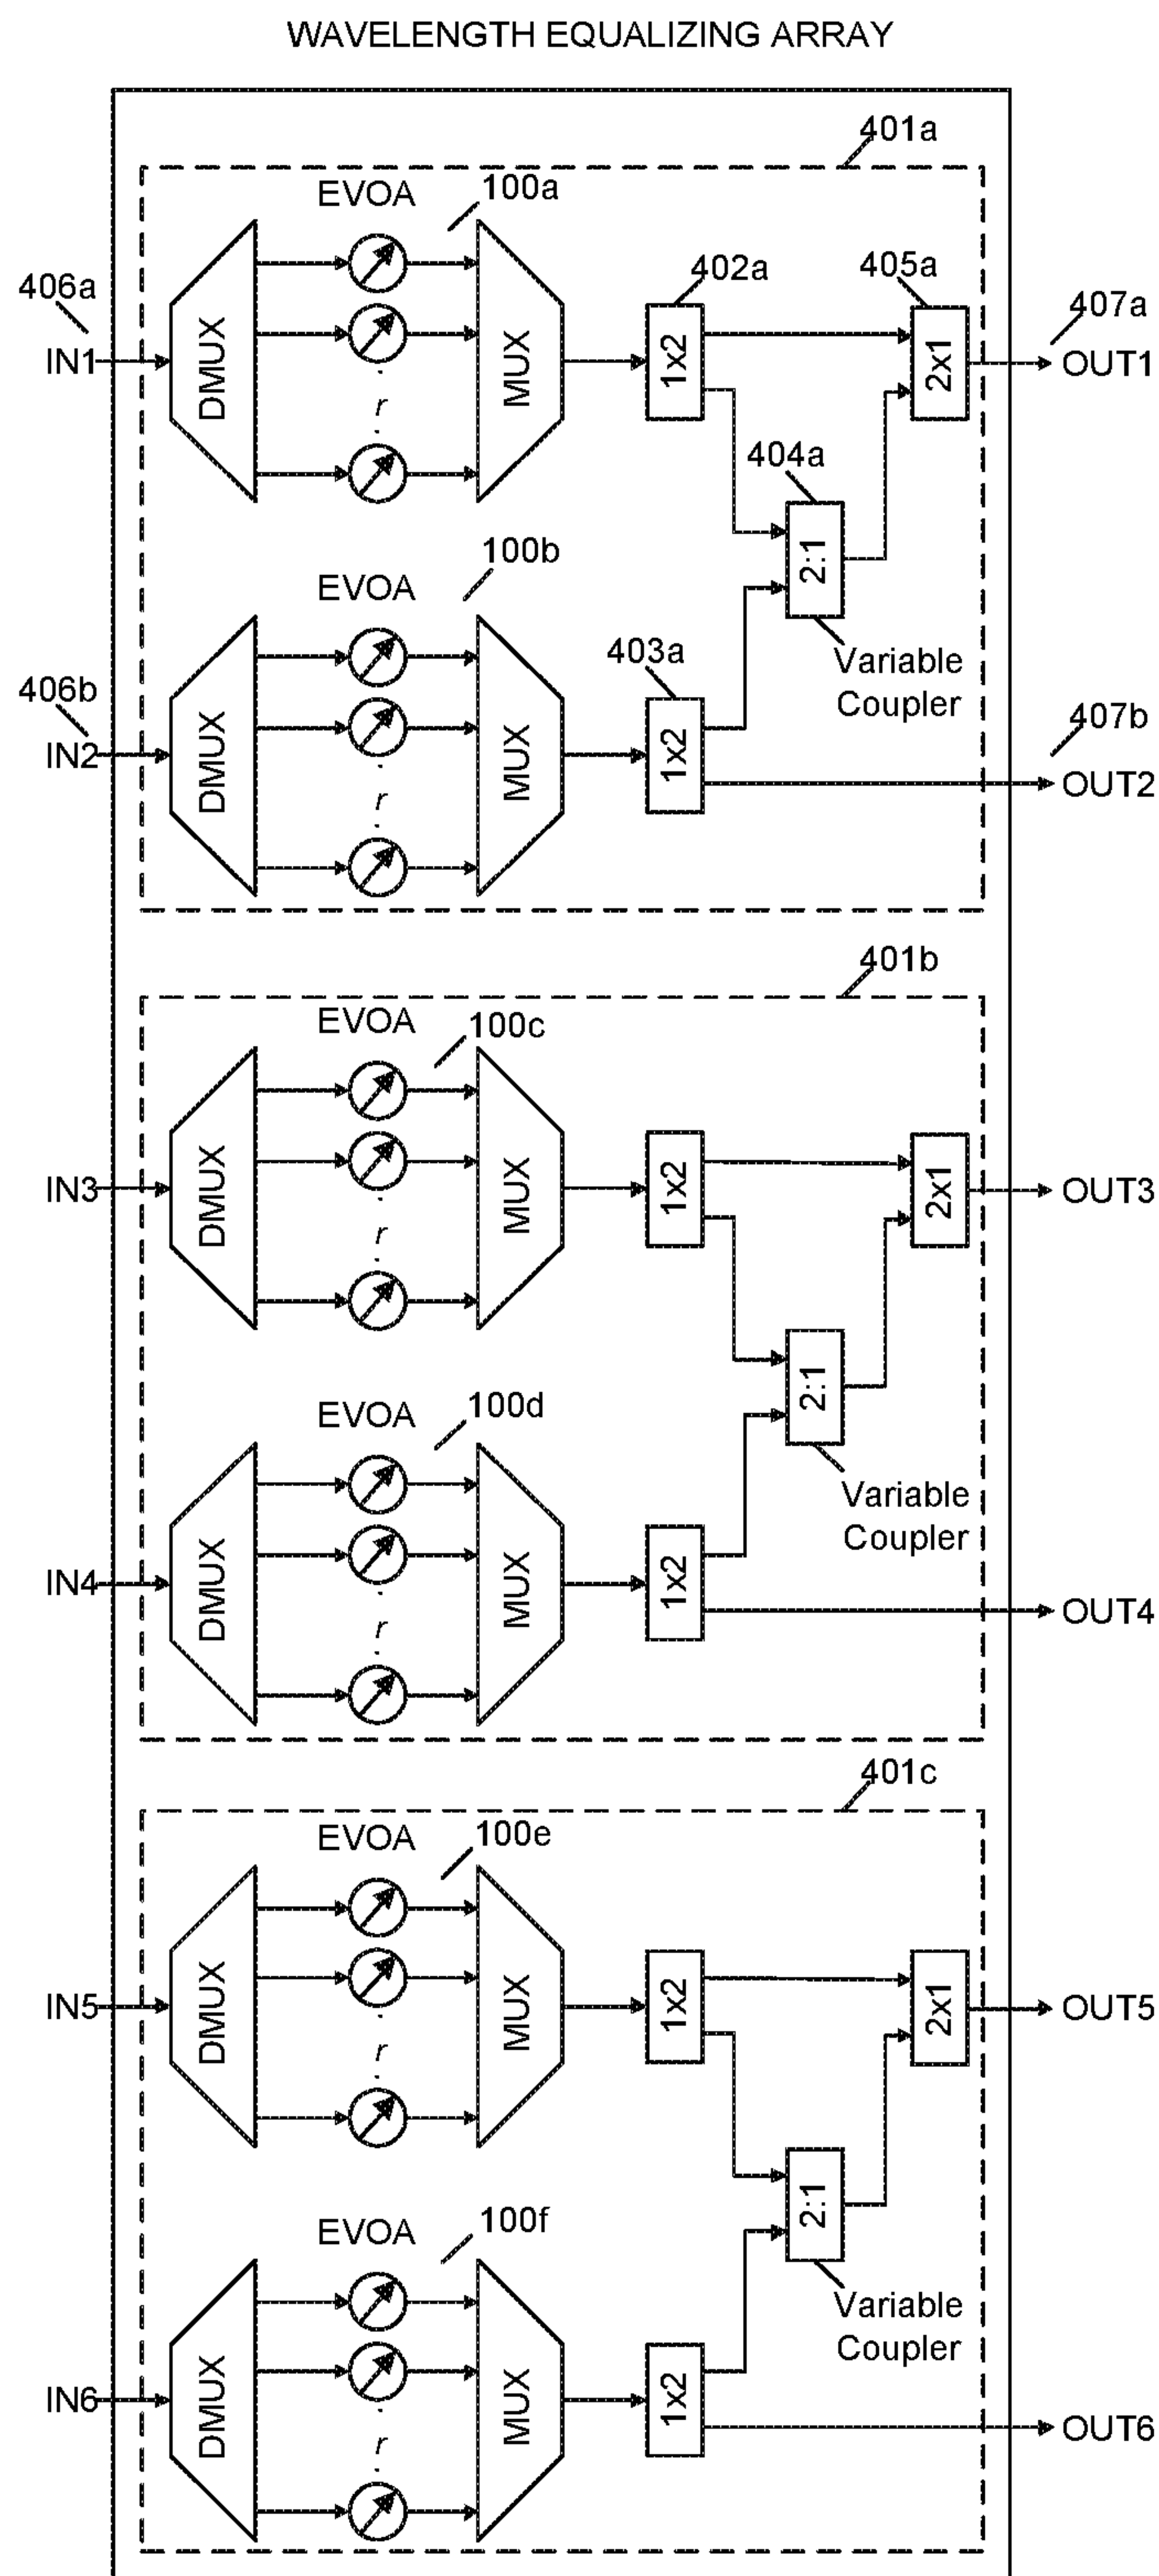 WAVELENGTH EQUALIZING ARRAY
401a
EVOA
100a
402a
405a
406a
407a
IN1
DMUX
r
MUX
1x2
2x1
OUT1
404a
2:1
Variable
Coupler
EVOA
100b
403a
406b
407b
IN2
DMUX
r
MUX
1x2
OUT2
401b
EVOA
100c
IN3
DMUX
r
MUX
1x2
2x1
OUT3
2:1
Variable
Coupler
EVOA
100d
IN4
DMUX
r
MUX
1x2
OUT4
401c
EVOA
100e
IN5
DMUX
r
MUX
1x2
2x1
OUT5
2:1
Variable
Coupler
EVOA
100f
IN6
DMUX
r
MUX
1x2
OUT6